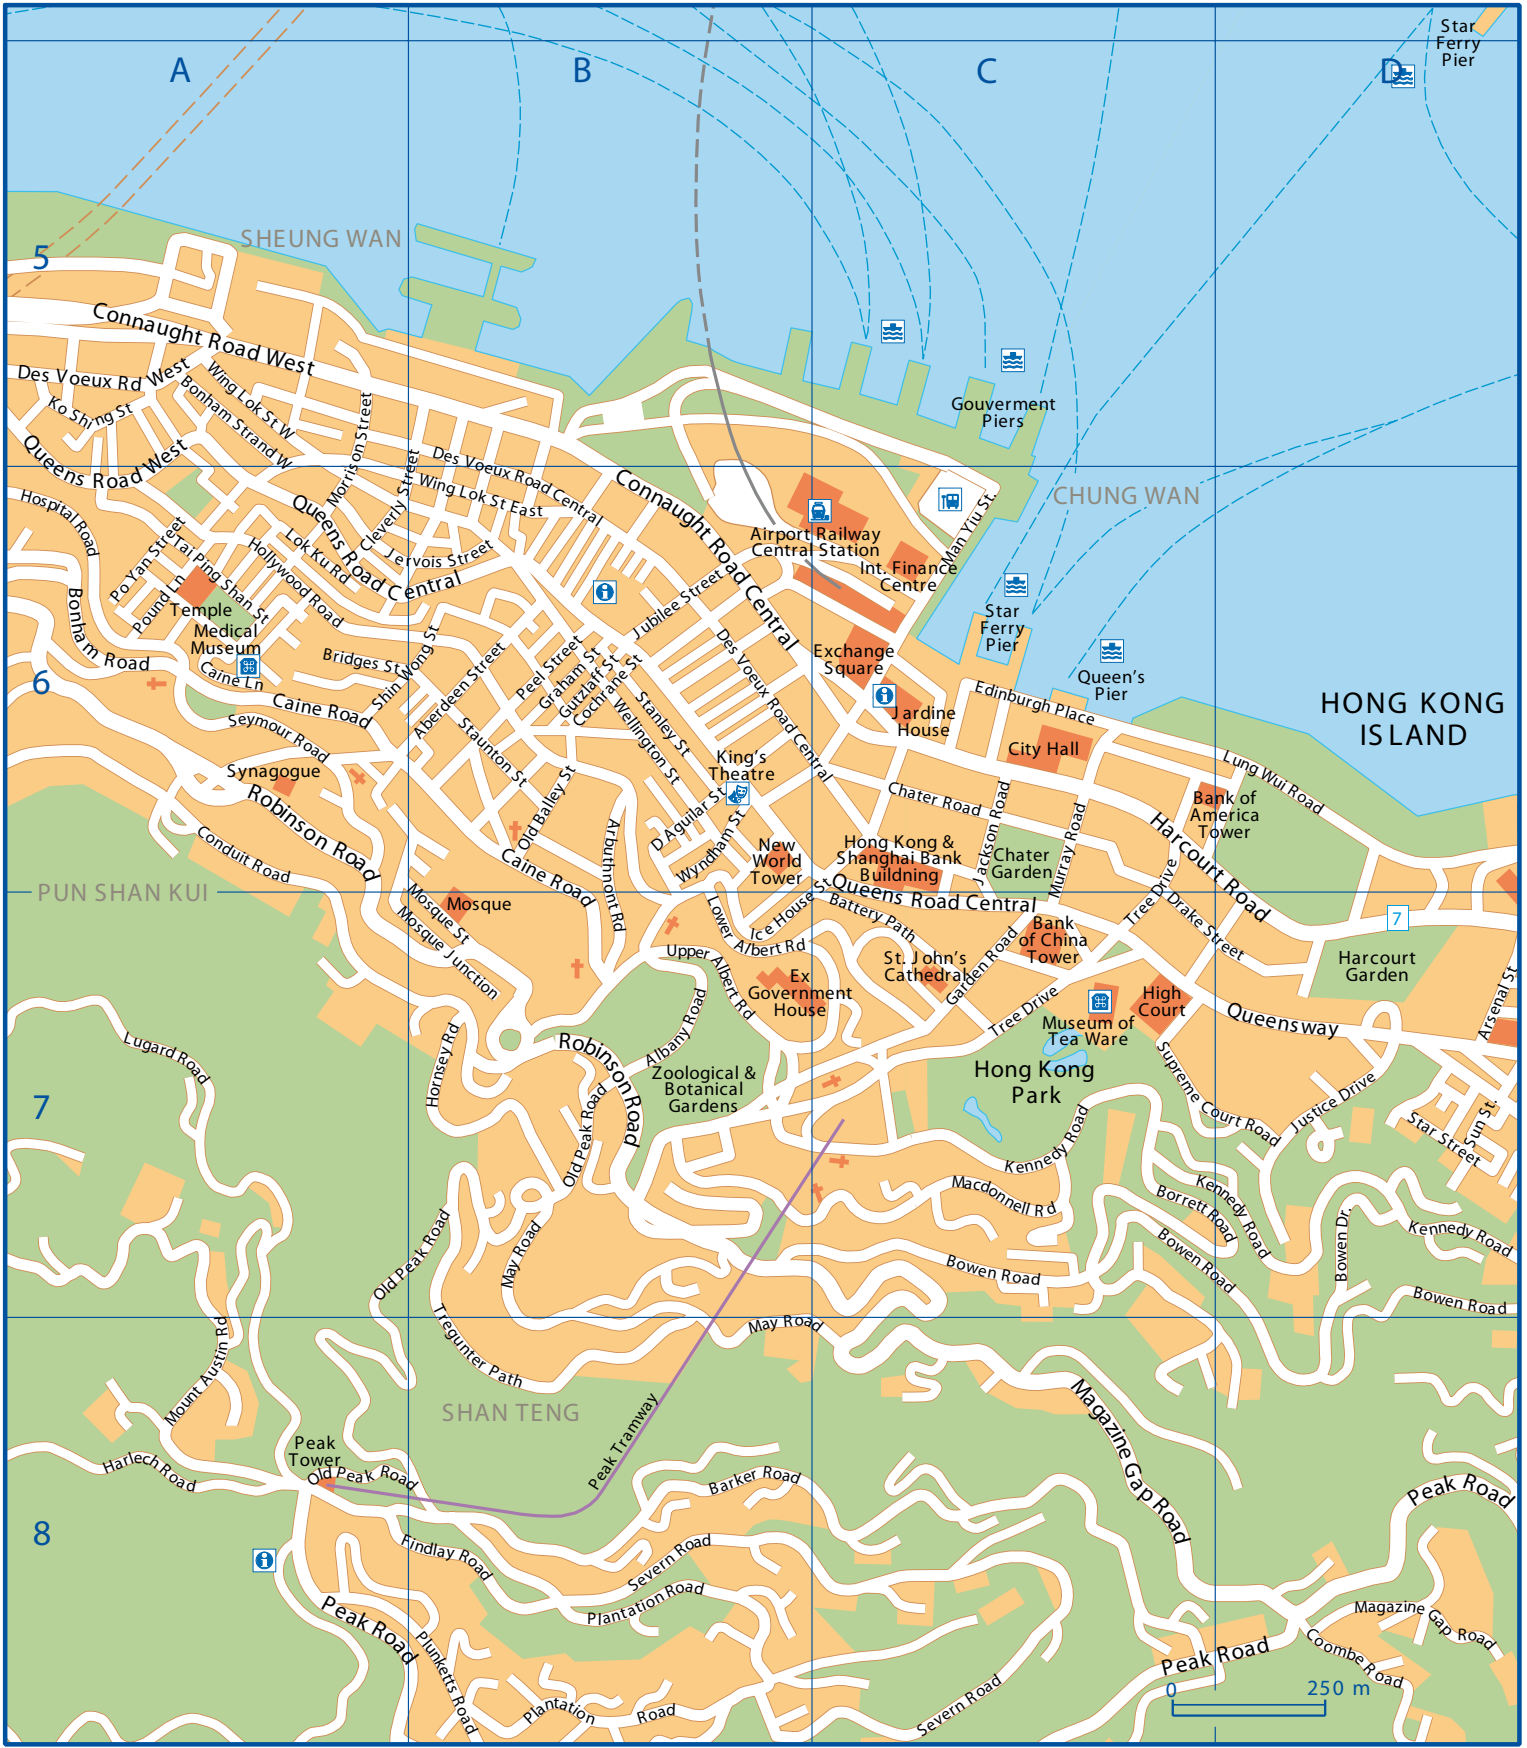 Star
Ferry
Pier
A
B
C
D
SHEUNG WAN
5
Connaught Road West
Des Voeux Rd West
Wing Lok St W
Bonham Strand W
Ko Shing St
Queens Road West
Morrison Street
Cleverly Street
Des Voeux Road Central
Wing Lok St East
Connaught Road Central
Gouverment
Piers
CHUNG WAN
Man Yiu St.
Airport Railway
Central Station
Int. Finance
Centre
Hospital Road
Po Yan Street
Tai Ping Shan St
Pound Ln
Hollywood Road
Lok Ku Rd
Queens Road Central
Jervois Street
Jubilee Street
Temple
Medical
Museum
Bonham Road
Caine Ln
Caine Road
Bridges St
Shin Wong St
Aberdeen Street
Peel Street
Graham St
Gutzlaff St
Cochrane St
Wellington St
Stanley St
Des Voeux Road Central
Exchange
Square
Star
Ferry
Pier
Queen's
Pier
6
Jardine
House
Edinburgh Place
City Hall
HONG KONG
ISLAND
Lung Wui Road
Seymour Road
Synagogue
Robinson Road
Staunton St
Old Balley St
King's
Theatre
D Aguilar St
Wyndham St
Arbuthmont Rd
Chater Road
Jackson Road
Murray Road
Bank of
America
Tower
Harcourt Road
Conduit Road
Caine Road
New
World
Tower
Hong Kong &
Shanghai Bank
Buildning
Chater
Garden
PUN SHAN KUI
Mosque
Mosque St
Mosque Junction
Queens Road Central
Ice House St
Battery Path
Lower Albert Rd
Upper Albert Rd
Tree Drive
Drake Street
7
Bank
of China
Tower
St. John's
Cathedral
Garden Road
Ex
Government
House
Harcourt
Garden
Arsenal St
High
Court
Museum of
Tea Ware
Tree Drive
Queensway
Lugard Road
Hornsey Rd
Robinson Road
Albany Road
Zoological &
Botanical
Gardens
Hong Kong
Park
Supreme Court Road
Justice Drive
Star Street
Sun St.
7
Old Peak Road
Kennedy Road
Macdonnell Rd
Kennedy Road
Borrett Road
Bowen Road
Bowen Dr.
Kennedy Road
Old Peak Road
May Road
Bowen Road
Bowen Road
May Road
Mount Austin Rd
Tregunter Path
SHAN TENG
Peak Tramway
Magazine Gap Road
Peak
Tower
Old Peak Road
Harlech Road
Barker Road
Peak Road
8
Findlay Road
Severn Road
Plantation Road
Peak Road
Plunketts Road
Plantation Road
Severn Road
Peak Road
Magazine Gap Road
Coombe Road
0 250 m